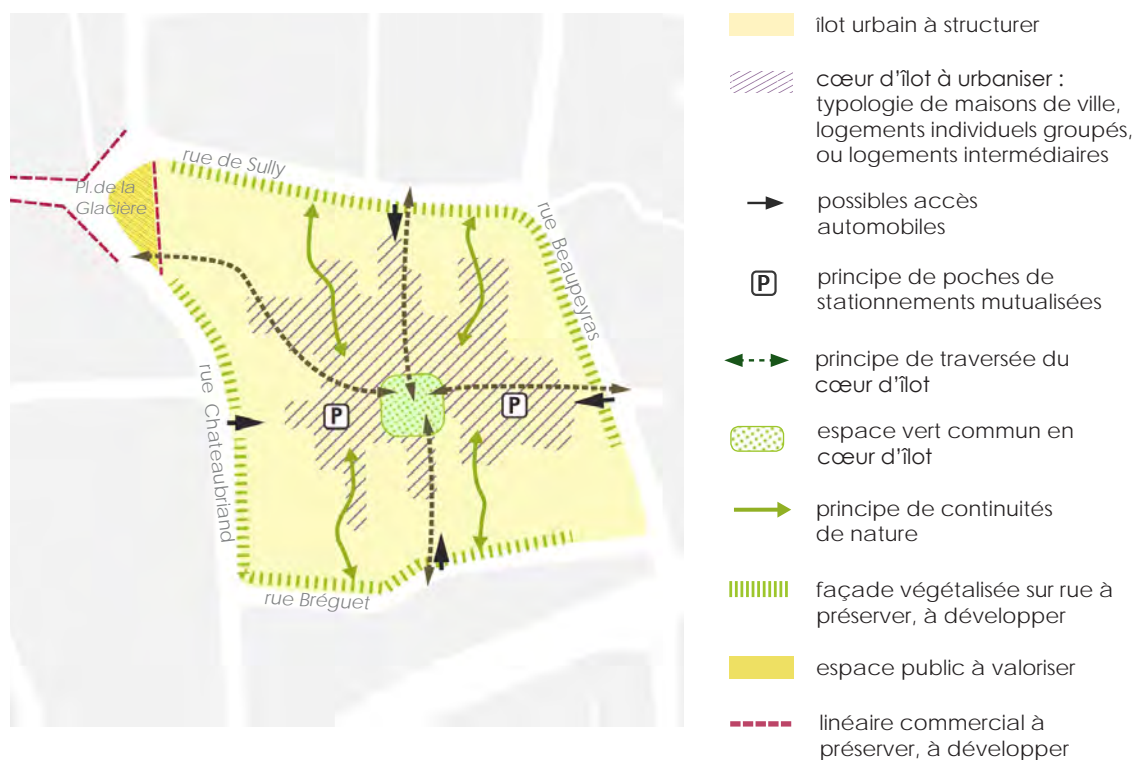 rue de Sully
Pl.de la
Glacière
rue Beaupeyras
rue Chateaubriand
P
P
rue Bréguet
îlot urbain à structurer
cœur d'îlot à urbaniser :
typologie de maisons de ville,
logements individuels groupés,
ou logements intermédiaires
possibles accès
automobiles
P
principe de poches de
stationnements mutualisées
principe de traversée du
cœur d'îlot
espace vert commun en
cœur d'îlot
principe de continuités
de nature
façade végétalisée sur rue à
préserver, à développer
espace public à valoriser
linéaire commercial à
préserver, à développer